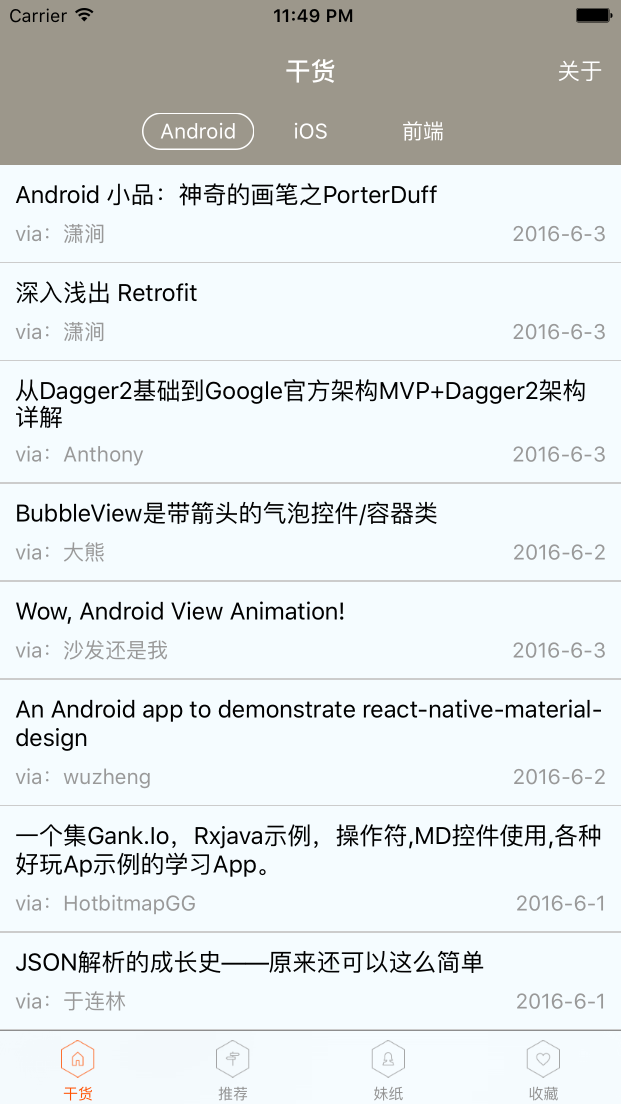 Carrier 11:49 PM
干货 关于
Android iOS 前端
Android 小品：神奇的画笔之PorterDuff
via：潇涧 2016-6-3
深入浅出 Retrofit
via：潇涧 2016-6-3
从Dagger2基础到Google官方架构MVP+Dagger2架构
详解
via：Anthony 2016-6-3
BubbleView是带箭头的气泡控件/容器类
via：大熊 2016-6-2
Wow, Android View Animation!
via：沙发还是我 2016-6-3
An Android app to demonstrate react-native-material-
design
via：wuzheng 2016-6-2
一个集Gank.Io，Rxjava示例，操作符,MD控件使用,各种
好玩Ap示例的学习App。
via：HotbitmapGG 2016-6-1
JSON解析的成长史——原来还可以这么简单
via：于连林 2016-6-1
干货 推荐 妹纸 收藏